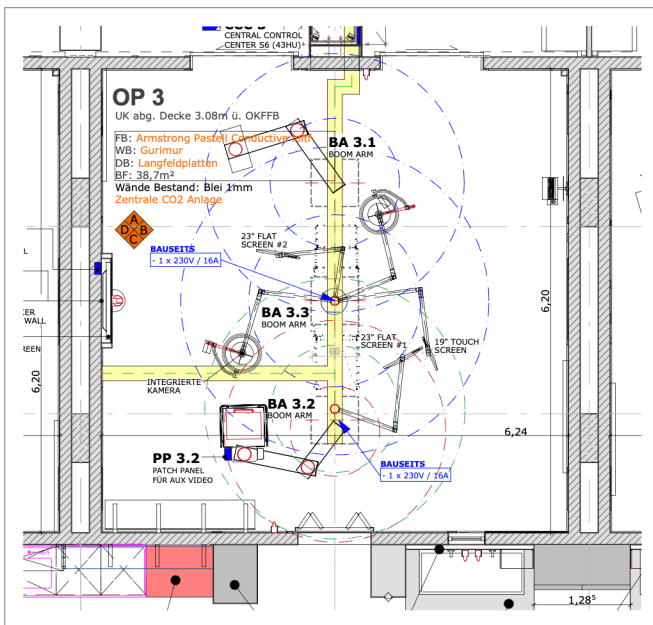 CENTRAL CONTROL
CENTER S6 (43HU)
OP 3
UK abg. Decke 3.08m ü. OKFFB
FB: Armstrong Pastell Conductive
WB: Gurimur
DB: Langfeldplatten
BF: 38,7m²
Wände Bestand: Blei 1mm
Zentrale CO2 Anlage
A
D B
C
BA 3.1
BOOM ARM
23" FLAT
SCREEN #2
BAUSEITS
- 1 x 230V / 16A
BA 3.3
BOOM ARM
6,20
WALL
60
23" FLAT
SCREEN #1
19" TOUCH
SCREEN
6,20
INTEGRIERTE
KAMERA
BA 3.2
BOOM ARM
6,24
PP 3.2
PATCH PANEL
FÜR AUX VIDEO
BAUSEITS
- 1 x 230V / 16A
1,28⁵